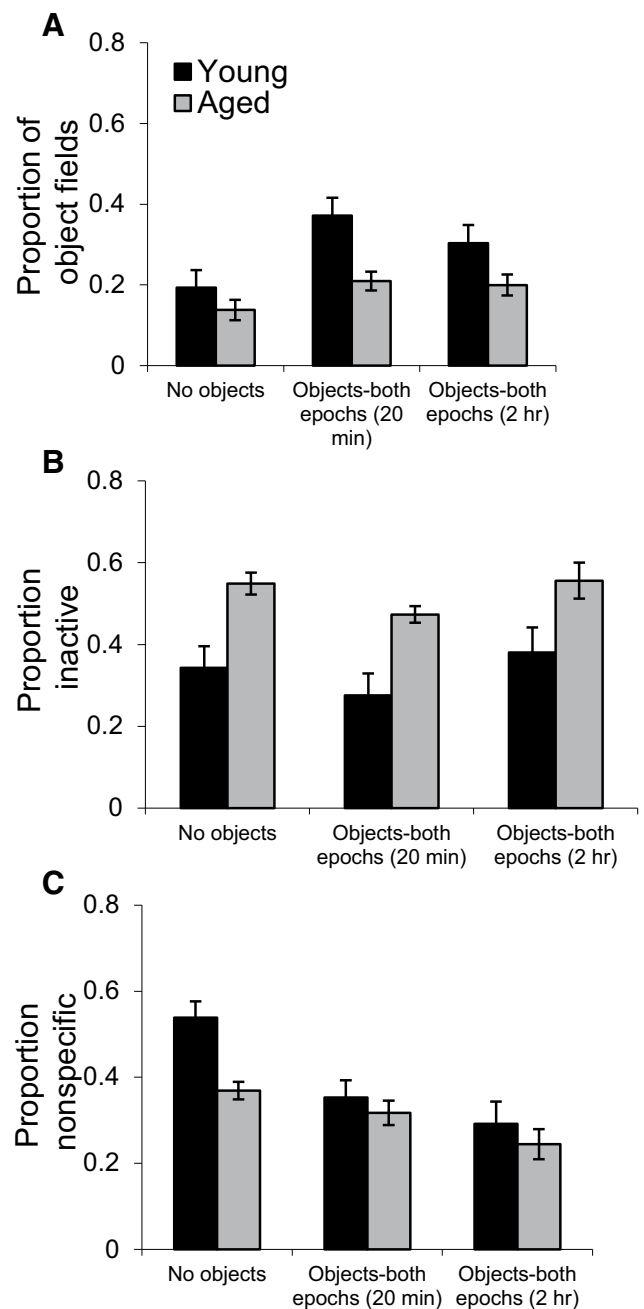 A
Proportion of
object fields
0.8
0.6
0.4
0.2
0
Young
Aged
No objects
Objects-both
epochs (20
min)
Objects-both
epochs (2 hr)
B
Proportion
inactive
0.8
0.6
0.4
0.2
0
No objects
Objects-both
epochs (20 min)
Objects-both
epochs (2 hr)
C
Proportion
nonspecific
0.8
0.6
0.4
0.2
0
No objects
Objects-both
epochs (20 min)
Objects-both
epochs (2 hr)